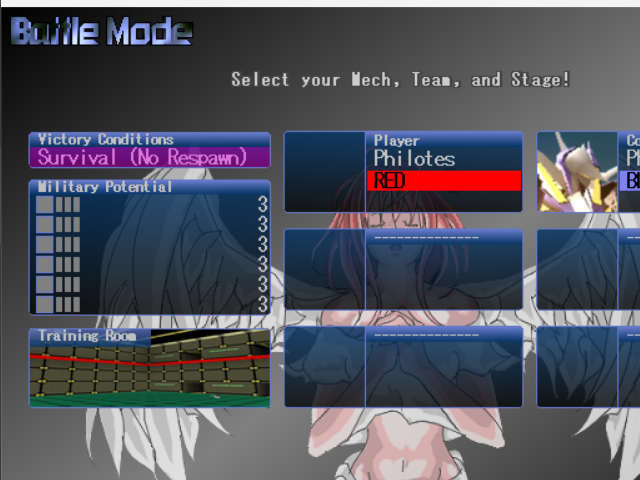 Battle Mode
Select your Mech, Team, and Stage!
Victory Conditions
Survival (No Respawn)
Military Potential
3
3
3
3
3
3
Training Room
Player
Philotes
RED
---------------
---------------